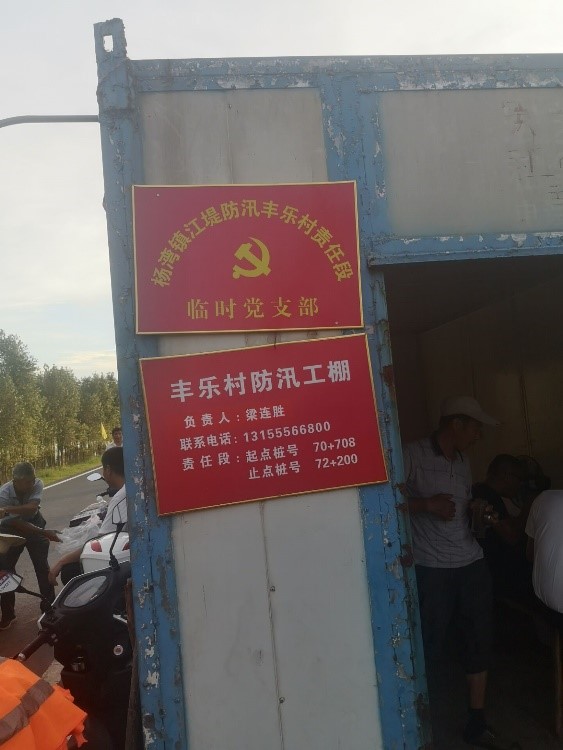 杨湾镇江堤防汛丰乐村责任段
临时党支部
丰乐村防汛工棚
负责人：梁连胜
联系电话：13155566800
责任段：起点桩号 70+708
止点桩号 72+200